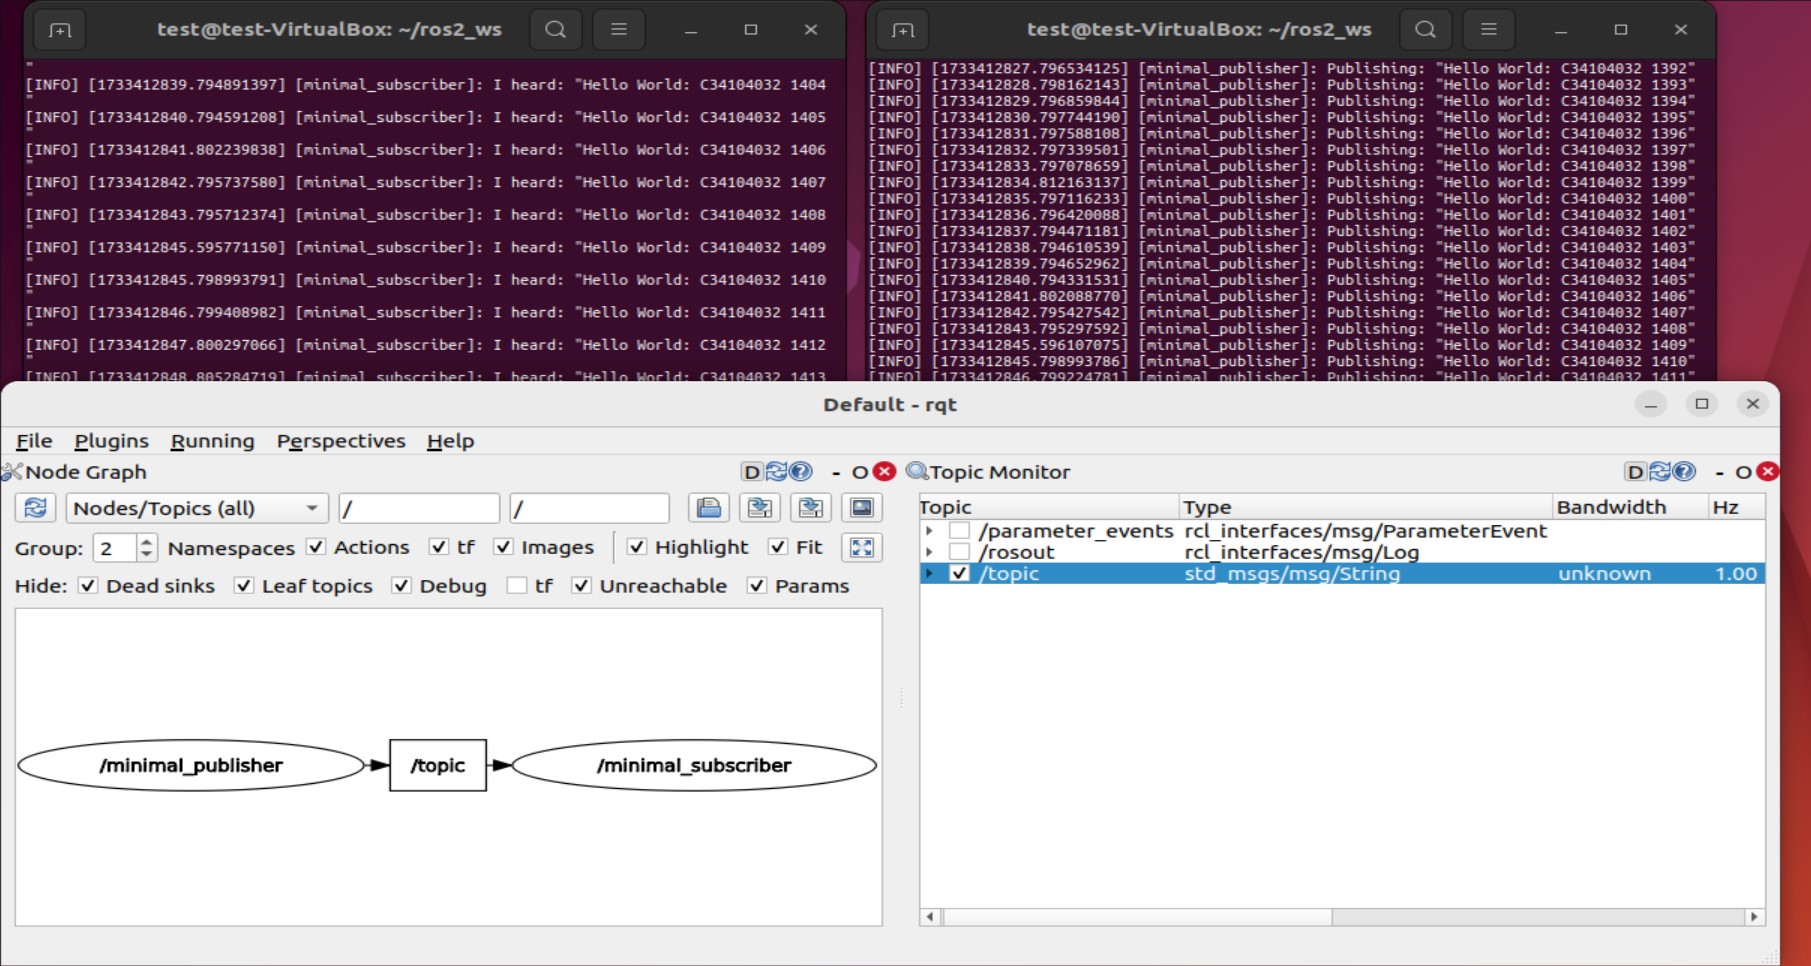 test@test-VirtualBox: ~/ros2_ws
"
[INFO] [1733412839.794891397] [minimal_subscriber]: I heard: "Hello World: C34104032 1404
"
[INFO] [1733412840.794591208] [minimal_subscriber]: I heard: "Hello World: C34104032 1405
"
[INFO] [1733412841.802239838] [minimal_subscriber]: I heard: "Hello World: C34104032 1406
"
[INFO] [1733412842.795737580] [minimal_subscriber]: I heard: "Hello World: C34104032 1407
"
[INFO] [1733412843.795712374] [minimal_subscriber]: I heard: "Hello World: C34104032 1408
"
[INFO] [1733412845.595771150] [minimal_subscriber]: I heard: "Hello World: C34104032 1409
"
[INFO] [1733412845.798993791] [minimal_subscriber]: I heard: "Hello World: C34104032 1410
"
[INFO] [1733412846.799408982] [minimal_subscriber]: I heard: "Hello World: C34104032 1411
"
[INFO] [1733412847.800297066] [minimal_subscriber]: I heard: "Hello World: C34104032 1412
"
[INFO] [1733412848.805284719] [minimal_subscriber]: I heard: "Hello World: C34104032 1413
test@test-VirtualBox: ~/ros2_ws
[INFO] [1733412827.796534125] [minimal_publisher]: Publishing: "Hello World: C34104032 1392"
[INFO] [1733412828.798162143] [minimal_publisher]: Publishing: "Hello World: C34104032 1393"
[INFO] [1733412829.796859844] [minimal_publisher]: Publishing: "Hello World: C34104032 1394"
[INFO] [1733412830.797744190] [minimal_publisher]: Publishing: "Hello World: C34104032 1395"
[INFO] [1733412831.797588108] [minimal_publisher]: Publishing: "Hello World: C34104032 1396"
[INFO] [1733412832.797339501] [minimal_publisher]: Publishing: "Hello World: C34104032 1397"
[INFO] [1733412833.797078659] [minimal_publisher]: Publishing: "Hello World: C34104032 1398"
[INFO] [1733412834.812163137] [minimal_publisher]: Publishing: "Hello World: C34104032 1399"
[INFO] [1733412835.797116233] [minimal_publisher]: Publishing: "Hello World: C34104032 1400"
[INFO] [1733412836.796420088] [minimal_publisher]: Publishing: "Hello World: C34104032 1401"
[INFO] [1733412837.794471181] [minimal_publisher]: Publishing: "Hello World: C34104032 1402"
[INFO] [1733412838.794610539] [minimal_publisher]: Publishing: "Hello World: C34104032 1403"
[INFO] [1733412839.794652962] [minimal_publisher]: Publishing: "Hello World: C34104032 1404"
[INFO] [1733412840.794331531] [minimal_publisher]: Publishing: "Hello World: C34104032 1405"
[INFO] [1733412841.802088770] [minimal_publisher]: Publishing: "Hello World: C34104032 1406"
[INFO] [1733412842.795427542] [minimal_publisher]: Publishing: "Hello World: C34104032 1407"
[INFO] [1733412843.795297592] [minimal_publisher]: Publishing: "Hello World: C34104032 1408"
[INFO] [1733412845.596107075] [minimal_publisher]: Publishing: "Hello World: C34104032 1409"
[INFO] [1733412845.798993786] [minimal_publisher]: Publishing: "Hello World: C34104032 1410"
[INFO] [1733412846.799224781] [minimal_publisher]: Publishing: "Hello World: C34104032 1411"
Default - rqt
File Plugins Running Perspectives Help
Node Graph D - O
Nodes/Topics (all) / /
Group: 2 Namespaces Actions tf Images Highlight Fit
Hide: Dead sinks Leaf topics Debug tf Unreachable Params
/minimal_publisher /topic /minimal_subscriber
Topic Monitor D - O
Topic Type Bandwidth Hz
/parameter_events rcl_interfaces/msg/ParameterEvent
/rosout rcl_interfaces/msg/Log
/topic std_msgs/msg/String unknown 1.00